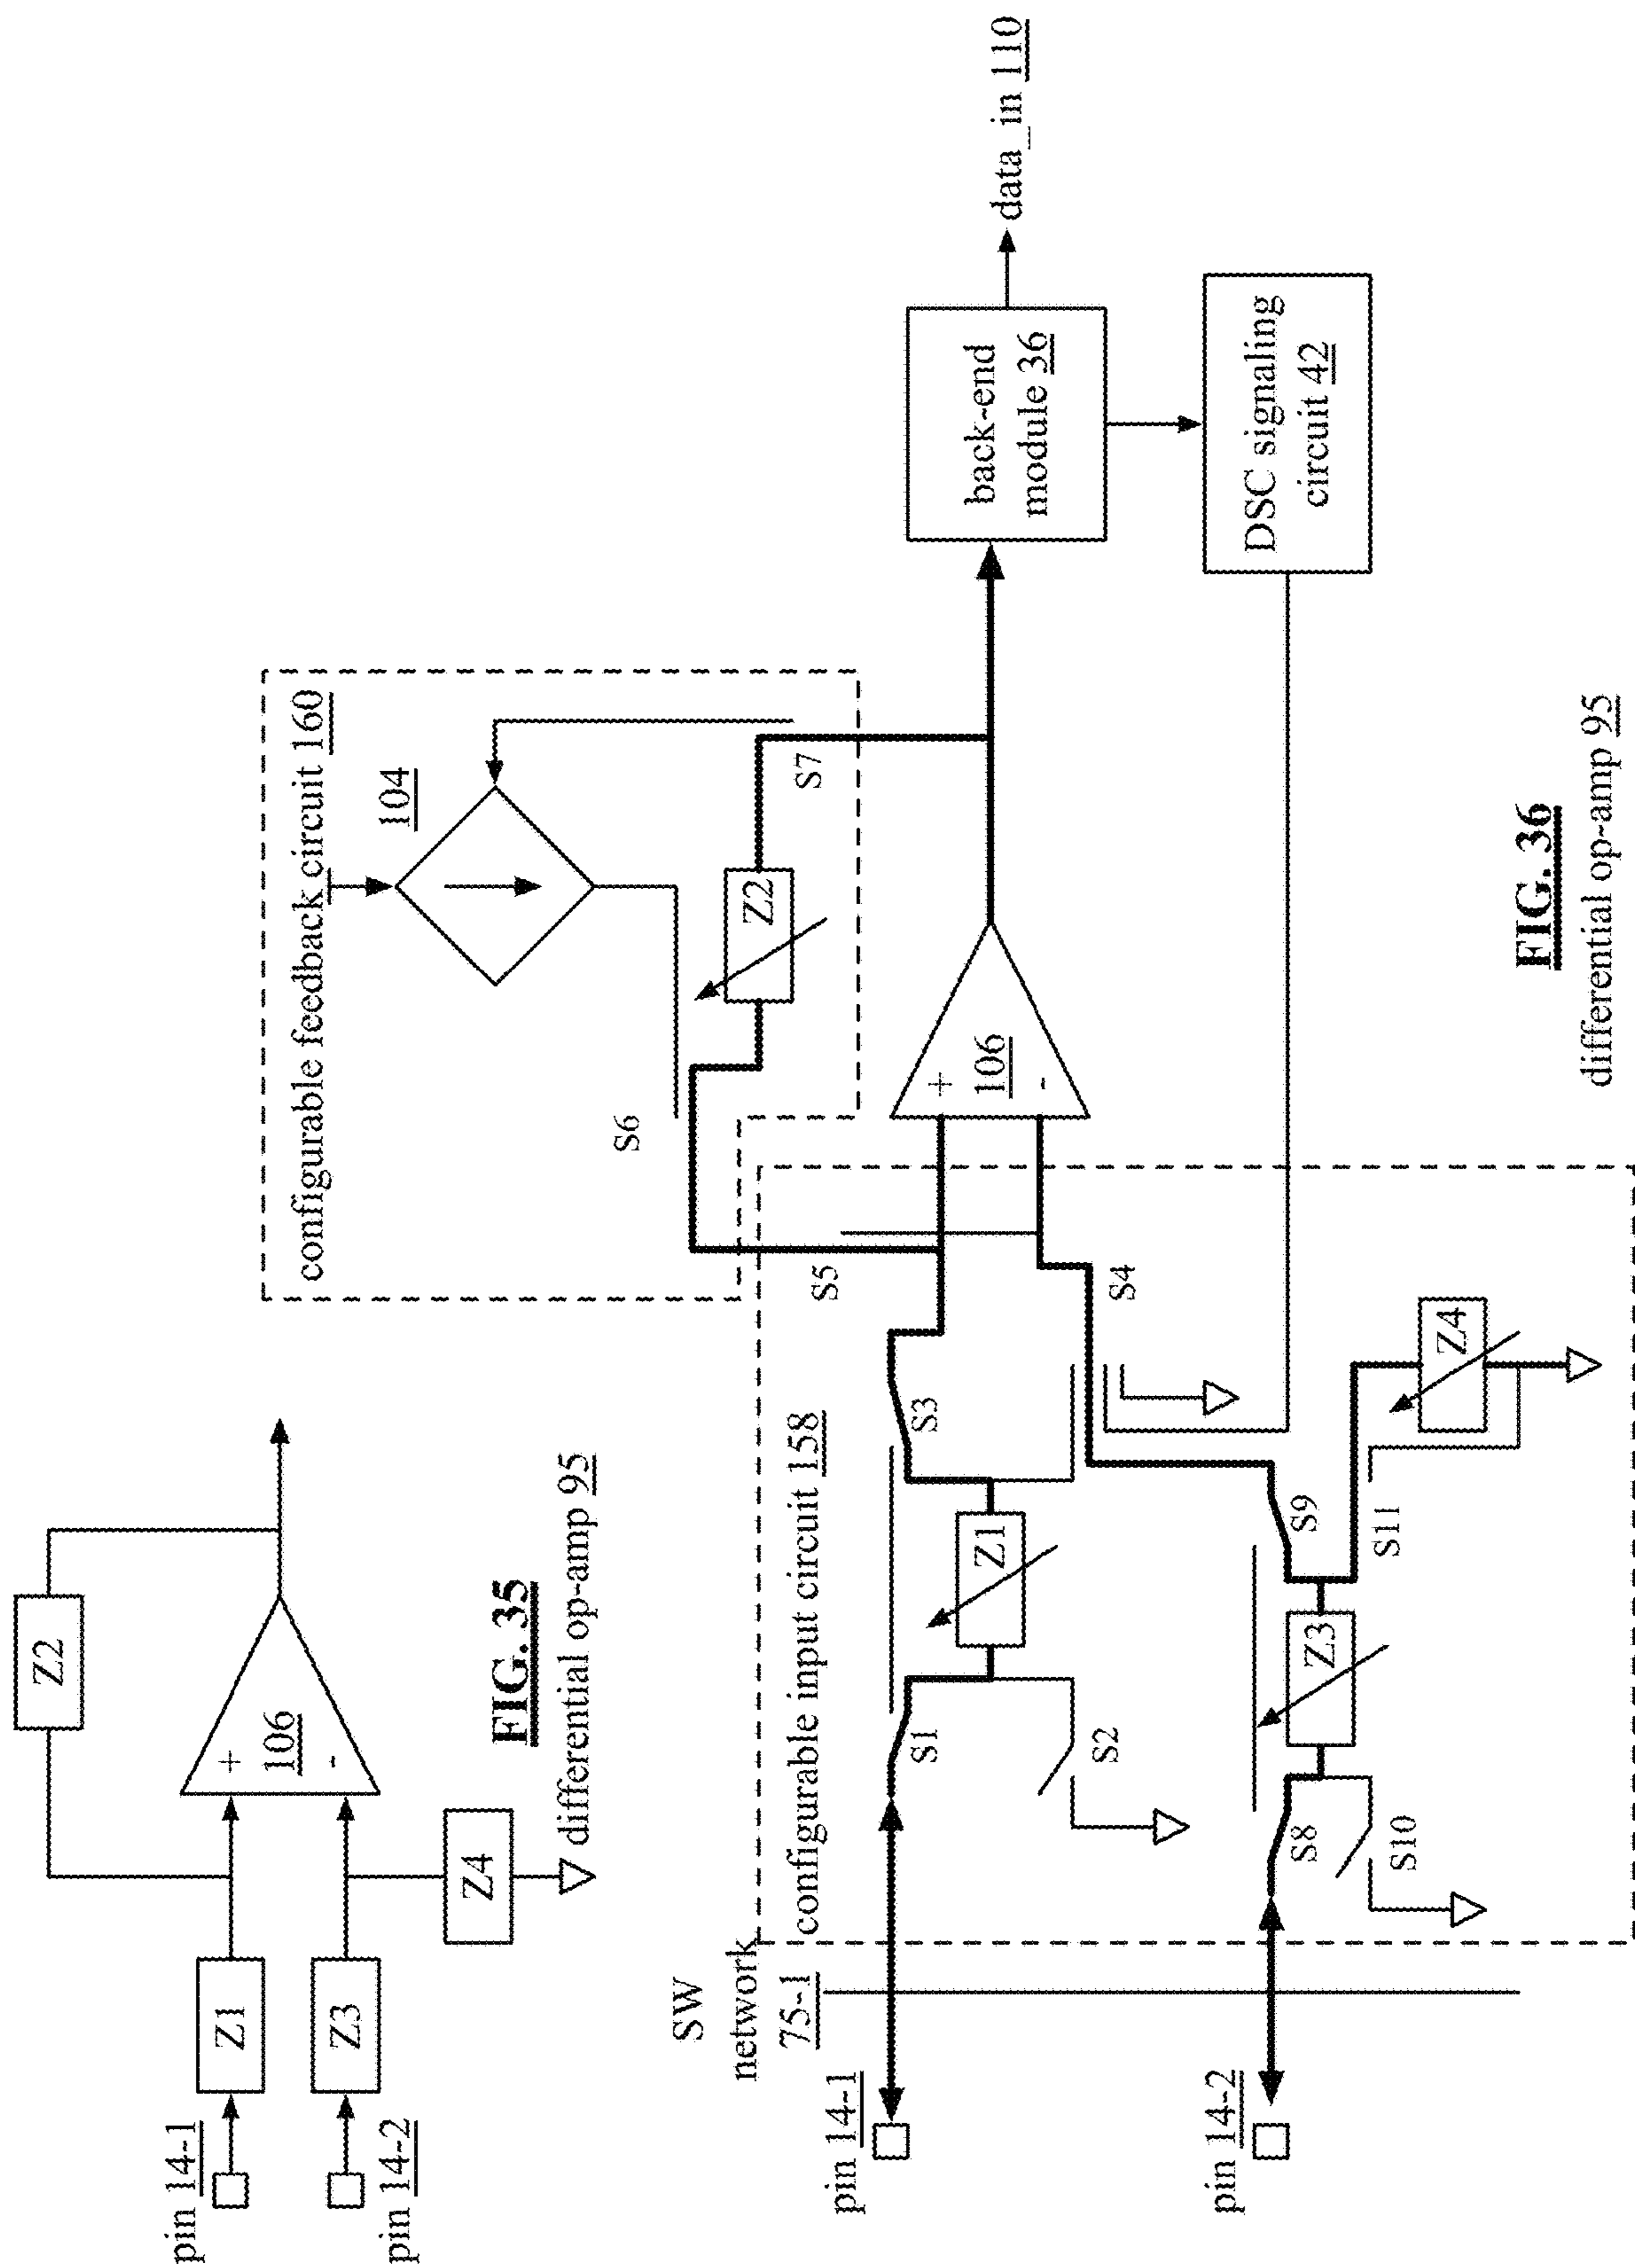 Z2
pin 14-1
Z1
+
106
-
Z3
pin 14-2
Z4
FIG. 35
differential op-amp 95
configurable feedback circuit 160
104
S6
Z2
S7
SW
network
75-1
configurable input circuit 158
pin 14-1
S1
S3
S5
+
106
-
Z1
S2
S4
back-end
module 36
data_in 110
pin 14-2
S8
S9
Z3
S10
S11
Z4
DSC signaling
circuit 42
FIG. 36
differential op-amp 95